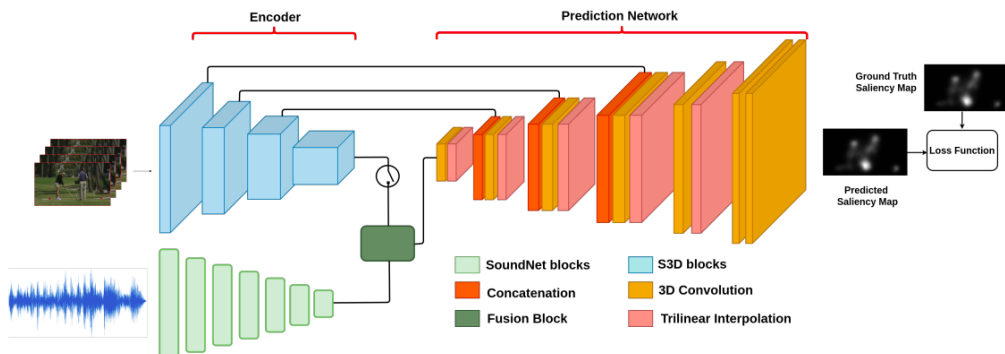 Encoder
Prediction Network
Ground Truth
Saliency Map
Loss Function
Predicted
Saliency Map
SoundNet blocks
S3D blocks
Concatenation
3D Convolution
Fusion Block
Trilinear Interpolation